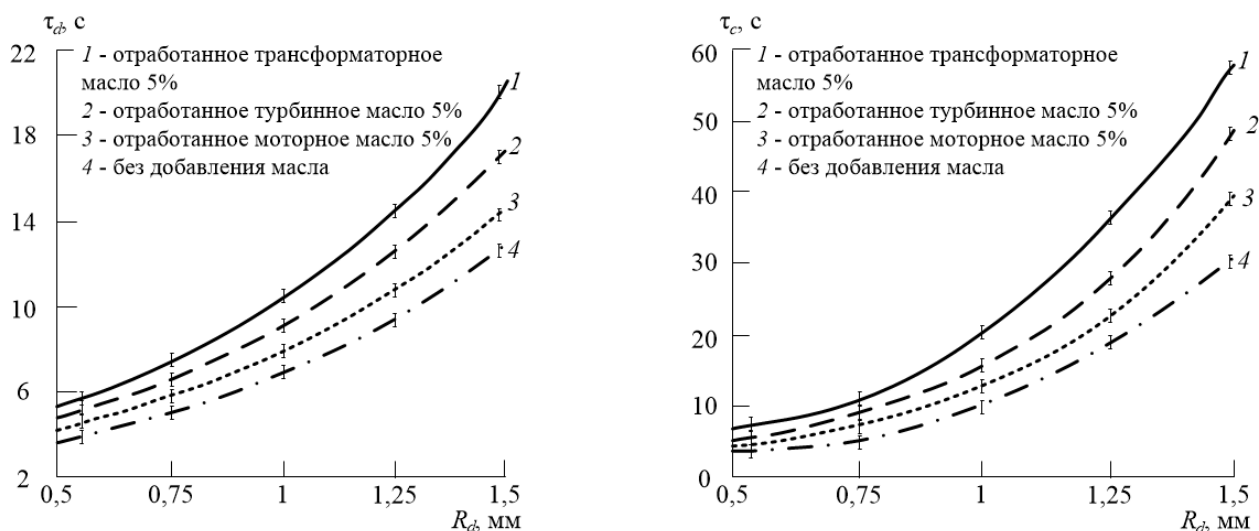 τd, с
22
18
14
10
6
2
1 - отработанное трансформаторное
масло 5%
2 - отработанное турбинное масло 5%
3 - отработанное моторное масло 5%
4 - без добавления масла
1
2
3
4
0,5
0,75
1
1,25
1,5
Rd, мм
τc, с
60
50
40
30
20
10
0
1 - отработанное трансформаторное
масло 5%
2 - отработанное турбинное масло 5%
3 - отработанное моторное масло 5%
4 - без добавления масла
1
2
3
4
0,5
0,75
1
1,25
1,5
Rd, мм